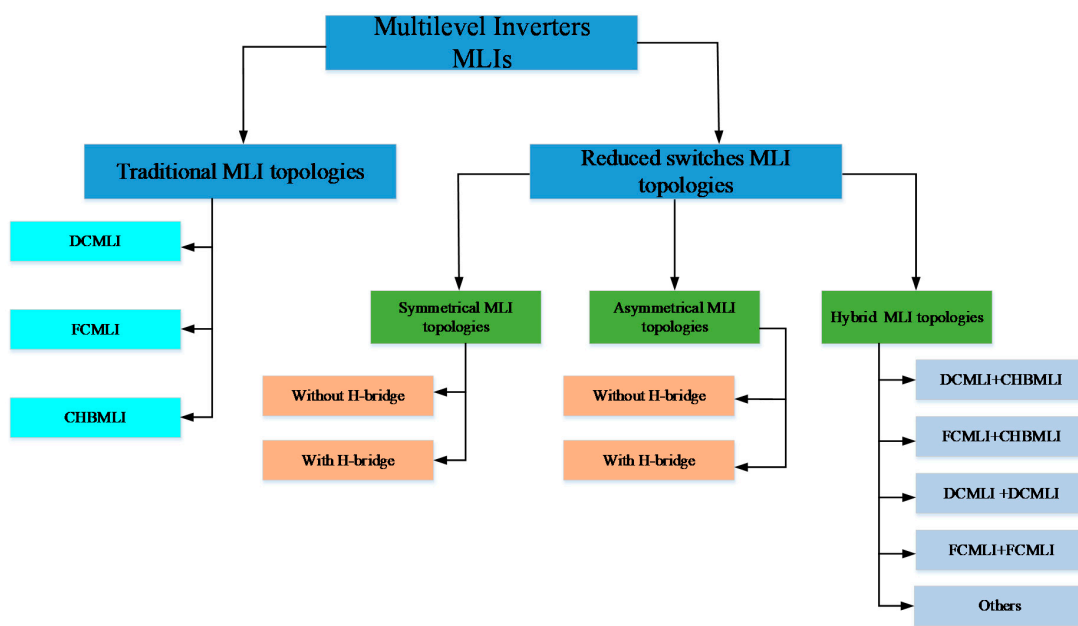 Multilevel Inverters
MLIs
Traditional MLI topologies
Reduced switches MLI
topologies
DCMLI
FCMLI
CHBMLI
Symmetrical MLI
topologies
Asymmetrical MLI
topologies
Hybrid MLI topologies
Without H-bridge
With H-bridge
Without H-bridge
With H-bridge
DCMLI+CHBMLI
FCMLI+CHBMLI
DCMLI +DCMLI
FCMLI+FCMLI
Others